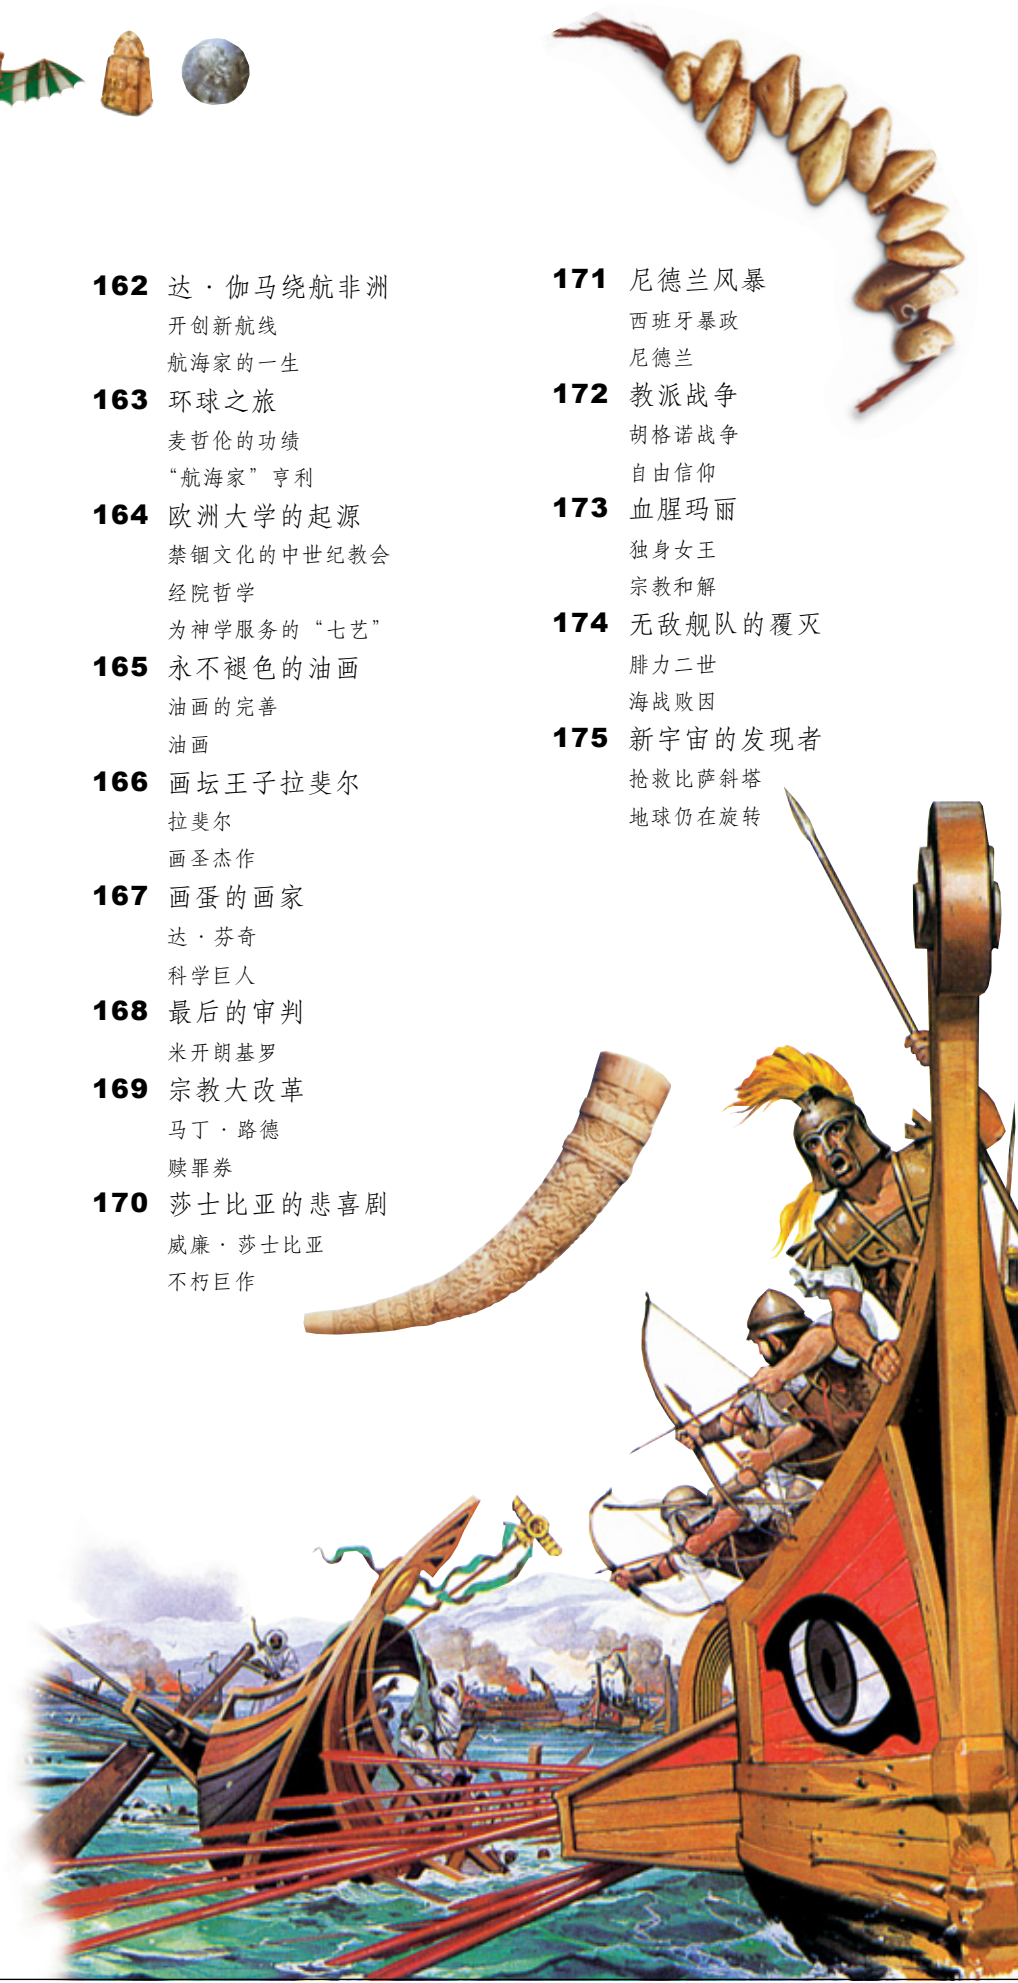 162 达·伽马绕航非洲
开创新航线
航海家的一生
163 环球之旅
麦哲伦的功绩
“航海家”亨利
164 欧洲大学的起源
禁锢文化的中世纪教会
经院哲学
为神学服务的“七艺”
165 永不褪色的油画
油画的完善
油画
166 画坛王子拉斐尔
拉斐尔
画圣杰作
167 画蛋的画家
达·芬奇
科学巨人
168 最后的审判
米开朗基罗
169 宗教大改革
马丁·路德
赎罪券
170 莎士比亚的悲喜剧
威廉·莎士比亚
不朽巨作
171 尼德兰风暴
西班牙暴政
尼德兰
172 教派战争
胡格诺战争
自由信仰
173 血腥玛丽
独身女王
宗教和解
174 无敌舰队的覆灭
腓力二世
海战败因
175 新宇宙的发现者
抢救比萨斜塔
地球仍在旋转